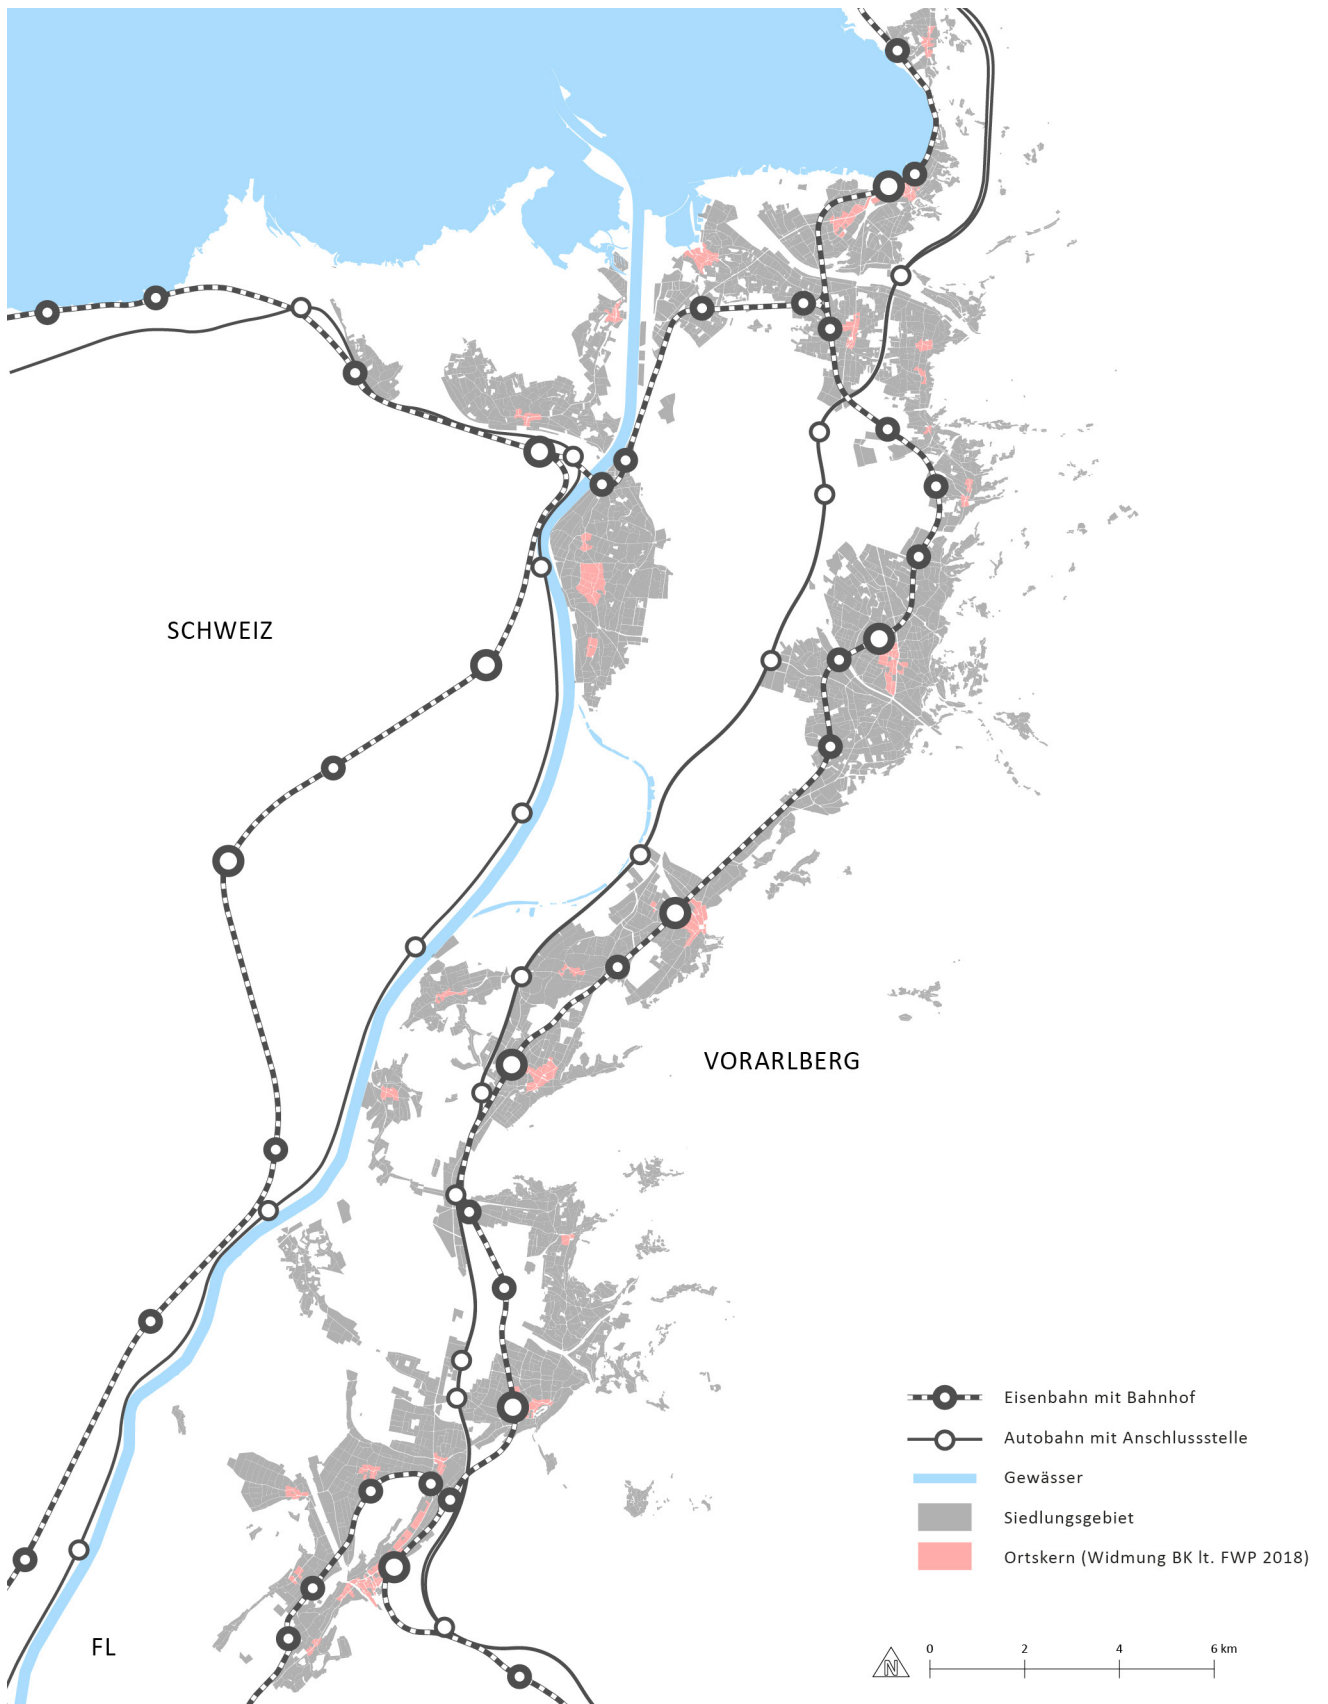 SCHWEIZ
VORARLBERG
Eisenbahn mit Bahnhof
Autobahn mit Anschlussstelle
Gewässer
Siedlungsgebiet
Ortskern (Widmung BK lt. FWP 2018)
FL
N
0 2 4 6 km